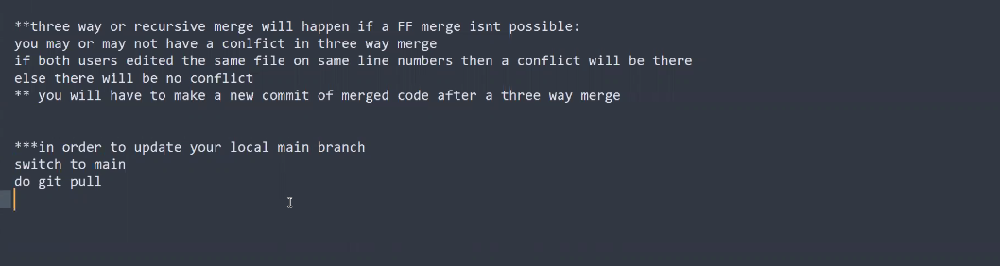 **three way or recursive merge will happen if a FF merge isnt possible:
you may or may not have a conlfict in three way merge
if both users edited the same file on same line numbers then a conflict will be there
else there will be no conflict
** you will have to make a new commit of merged code after a three way merge
***in order to update your local main branch
switch to main
do git pull